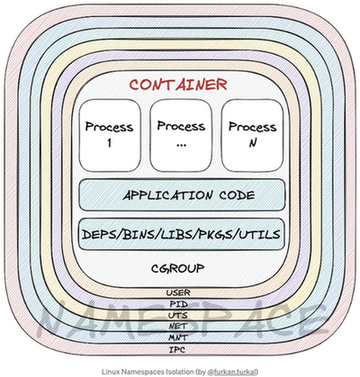 CONTAINER
Process
1
Process
...
Process
N
APPLICATION CODE
DEPS/BINS/LIBS/PKGS/UTILS
CGROUP
USER
PID
UTS
NAMESPACE
NET
MNT
IPC
Linux Namespaces Isolation (by @furkan.turkal)